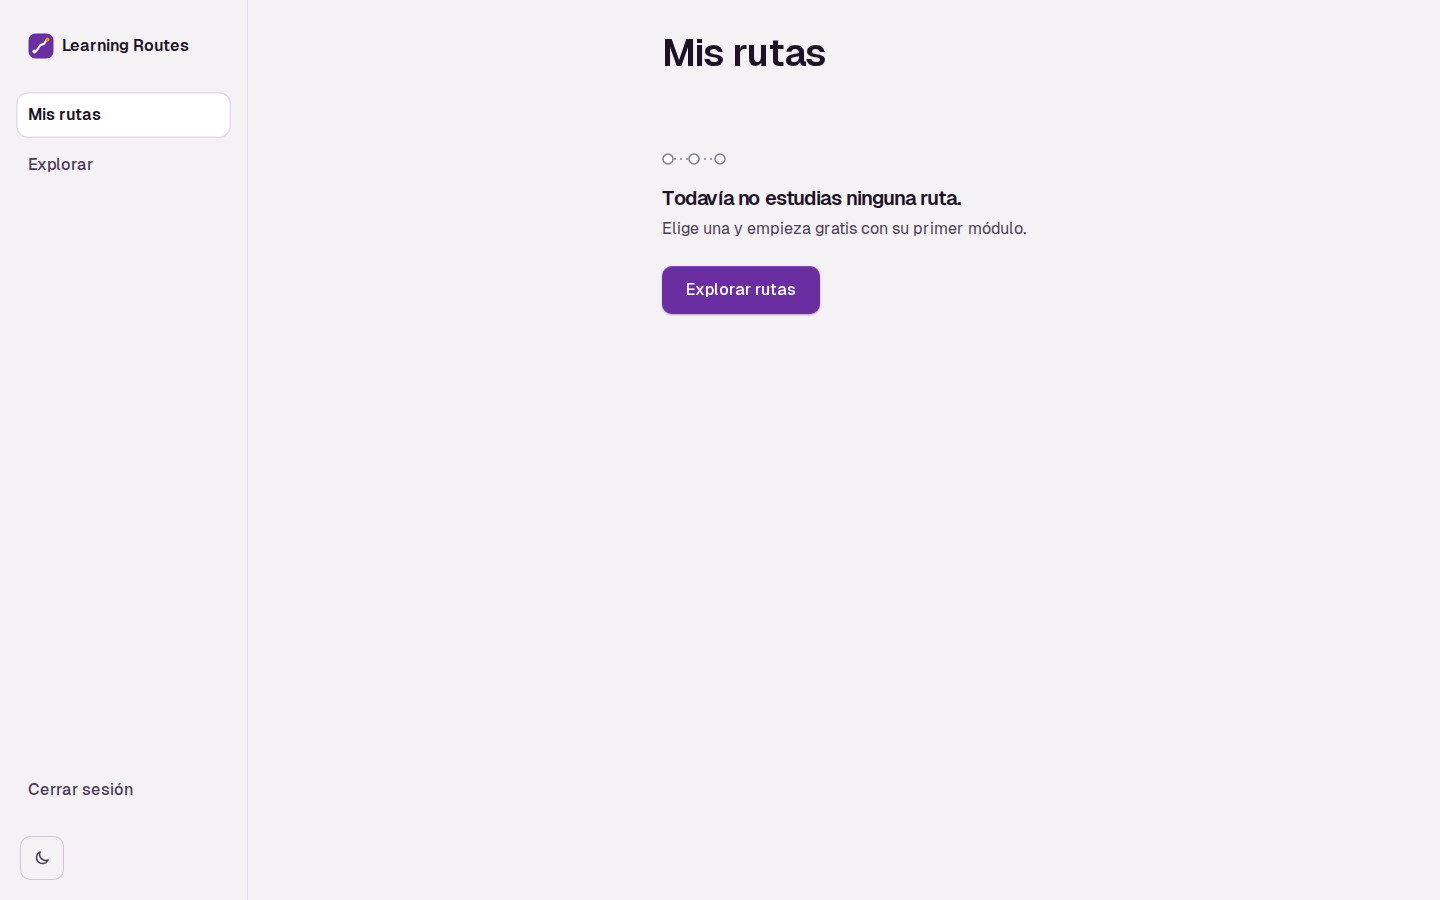 Learning Routes
Mis rutas
Explorar
Cerrar sesión
Mis rutas
Todavía no estudias ninguna ruta.
Elige una y empieza gratis con su primer módulo.
Explorar rutas